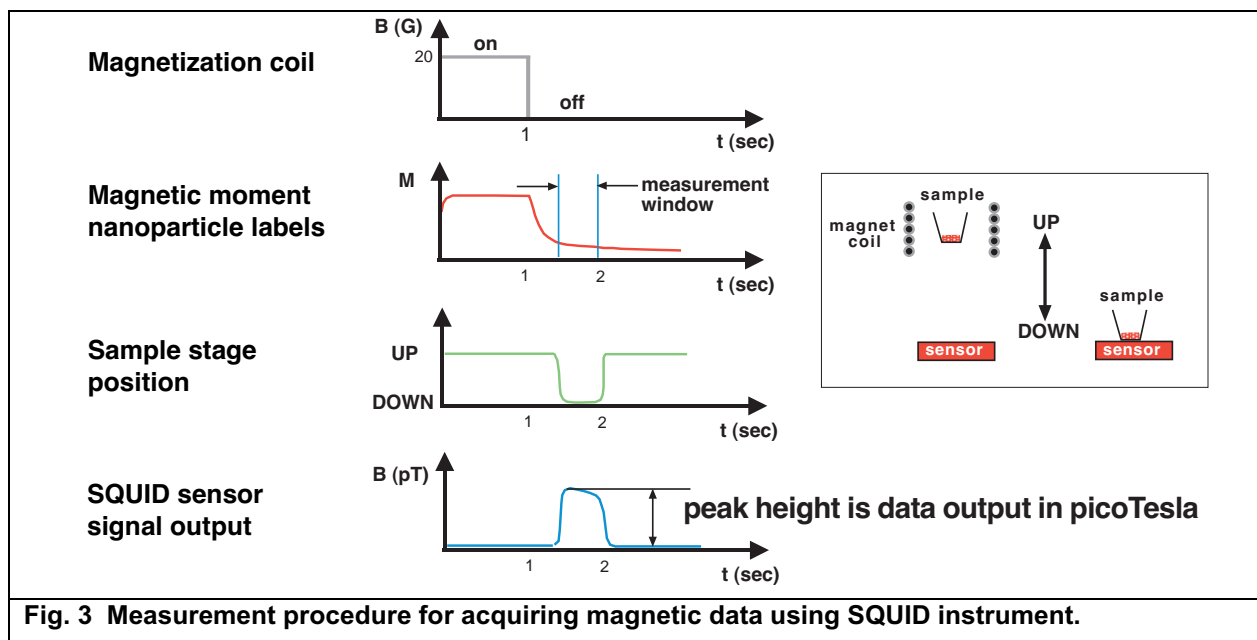 B (G)
20
on
Magnetization coil
off
1
t (sec)
M
Magnetic moment
nanoparticle labels
measurement
window
1
2
t (sec)
sample
magnet
coil
UP
DOWN
sample
sensor
sensor
Sample stage
position
UP
DOWN
1
2
t (sec)
B (pT)
SQUID sensor
signal output
peak height is data output in picoTesla
1
2
t (sec)
Fig. 3 Measurement procedure for acquiring magnetic data using SQUID instrument.